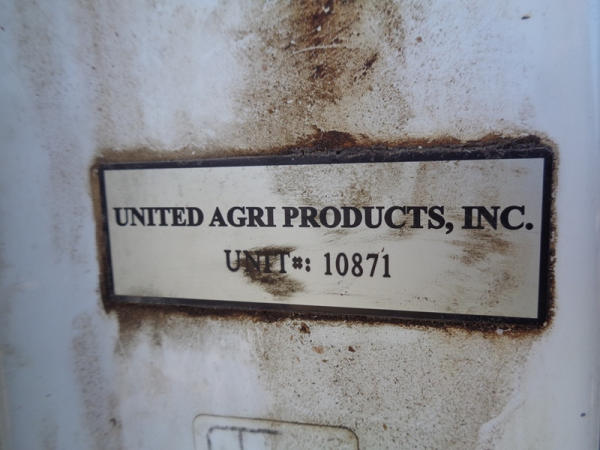 UNITED AGRI PRODUCTS, INC.
UNIT#: 10871